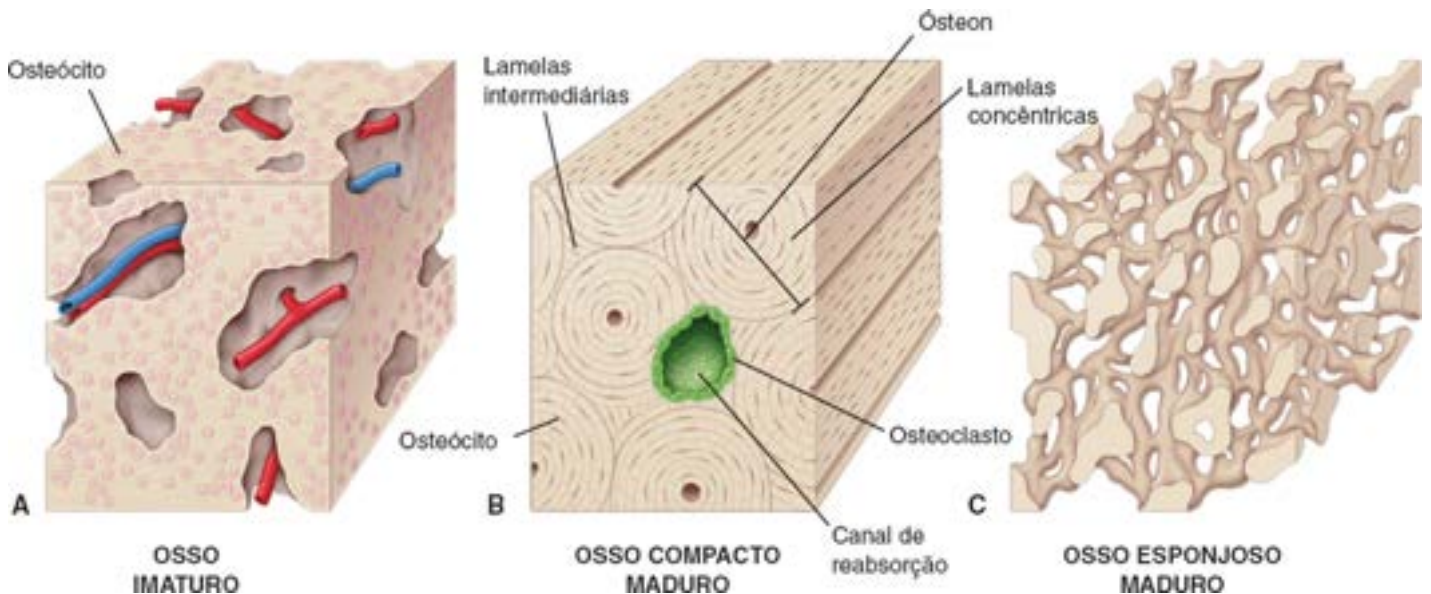 Osteócito
Lamelas
intermediárias
Ósteon
Lamelas
concêntricas
Osteócito
Osteoclasto
Canal de
reabsorção
A
OSSO
IMATURO
B
OSSO COMPACTO
MADURO
C
OSSO ESPONJOSO
MADURO